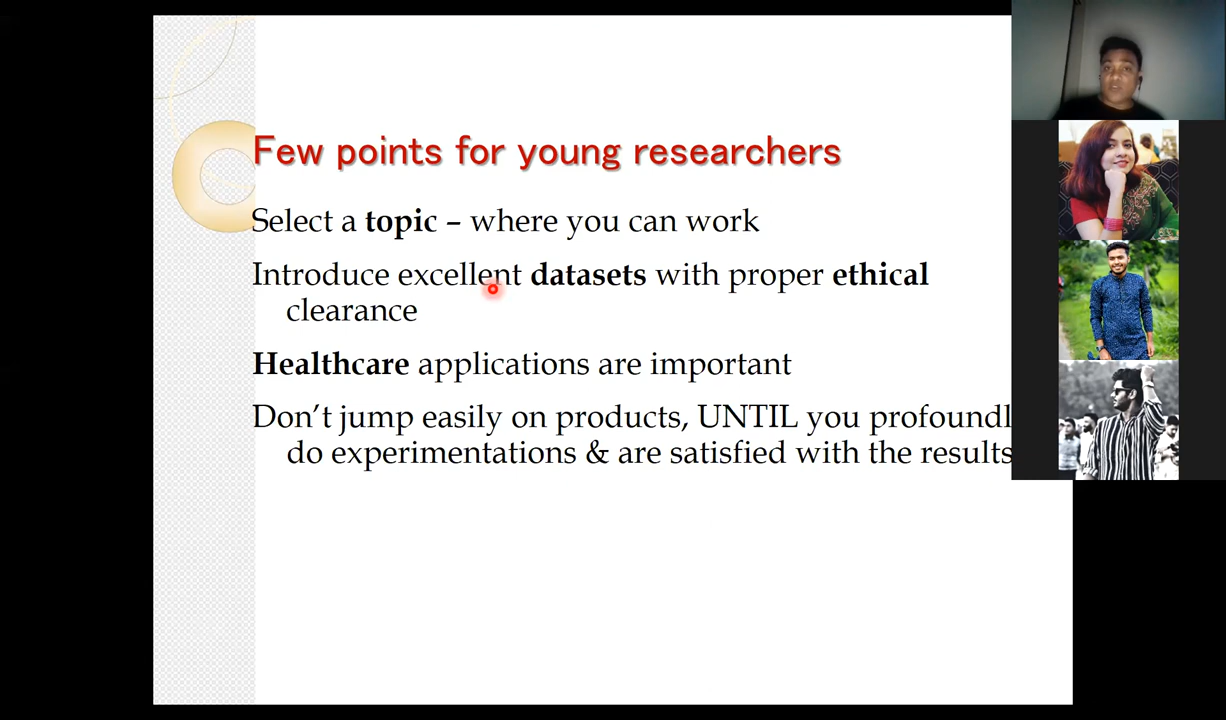 Few points for young researchers
Select a topic – where you can work
Introduce excellent datasets with proper ethical
clearance
Healthcare applications are important
Don't jump easily on products, UNTIL you profoundl
do experimentations & are satisfied with the results